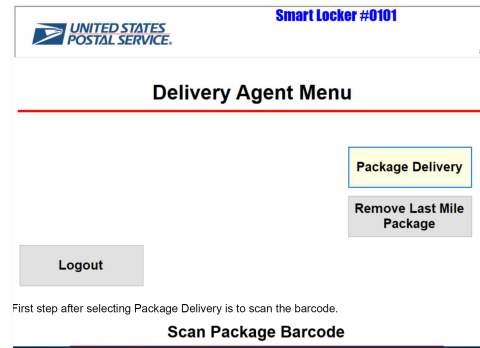 Smart Locker #0101
UNITED STATES
POSTAL SERVICE.
Delivery Agent Menu
Package Delivery
Remove Last Mile
Package
Logout
First step after selecting Package Delivery is to scan the barcode.
Scan Package Barcode